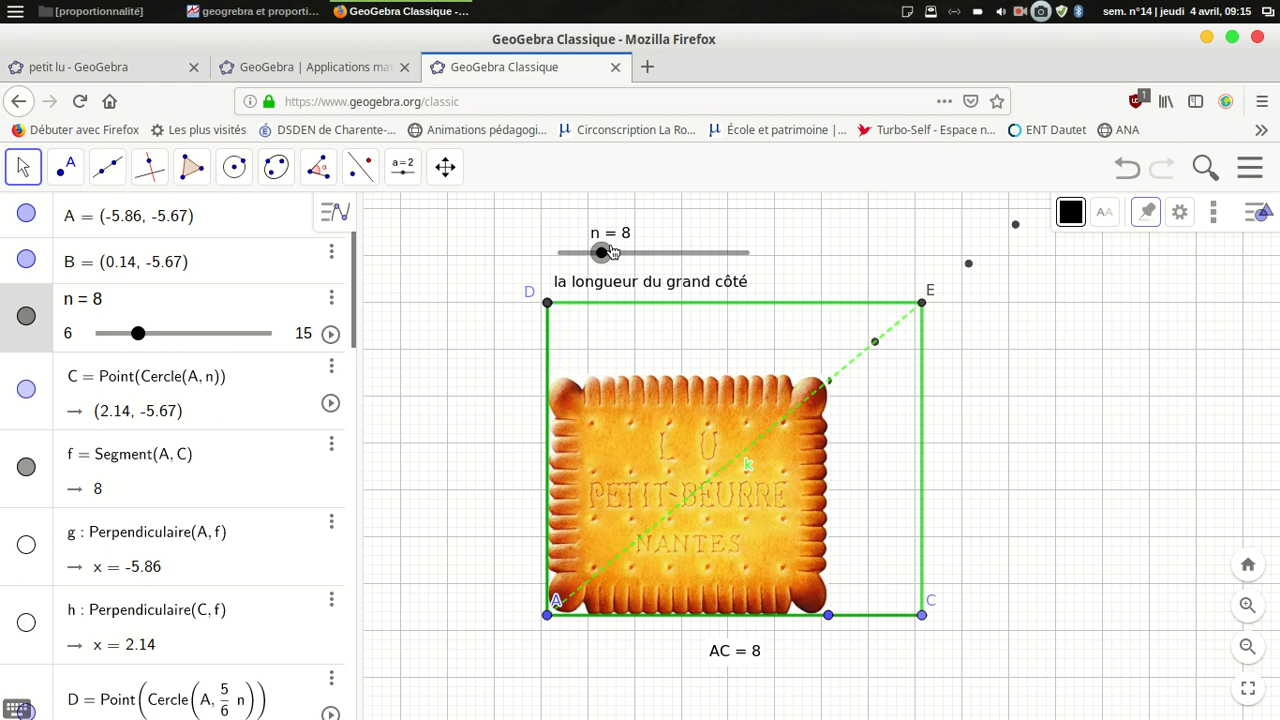 [proportionnalité]
geogrebra et proporti...
GeoGebra Classique -...
sem. n°14 | jeudi 4 avril, 09:15
GeoGebra Classique - Mozilla Firefox
petit lu - GeoGebra
GeoGebra | Applications mat
GeoGebra Classique
https://www.geogebra.org/classic
1
Débuter avec Firefox
Les plus visités
DSDEN de Charente-...
Animations pédagogi...
Circonscription La Ro...
École et patrimoine |...
Turbo-Self - Espace n...
ENT Dautet
ANA
A
a=2
AA
A = (-5.86, -5.67)
B = (0.14, -5.67)
n = 8
6 15
C = Point(Cercle(A, n))
→ (2.14, -5.67)
f = Segment(A, C)
→ 8
g : Perpendiculaire(A, f)
→ x = -5.86
h : Perpendiculaire(C, f)
→ x = 2.14
D = Point(Cercle(A, 5/6 n))
n = 8
la longueur du grand côté
D
E
k
L U
PETIT-BEURRE
NANTES
A
C
AC = 8